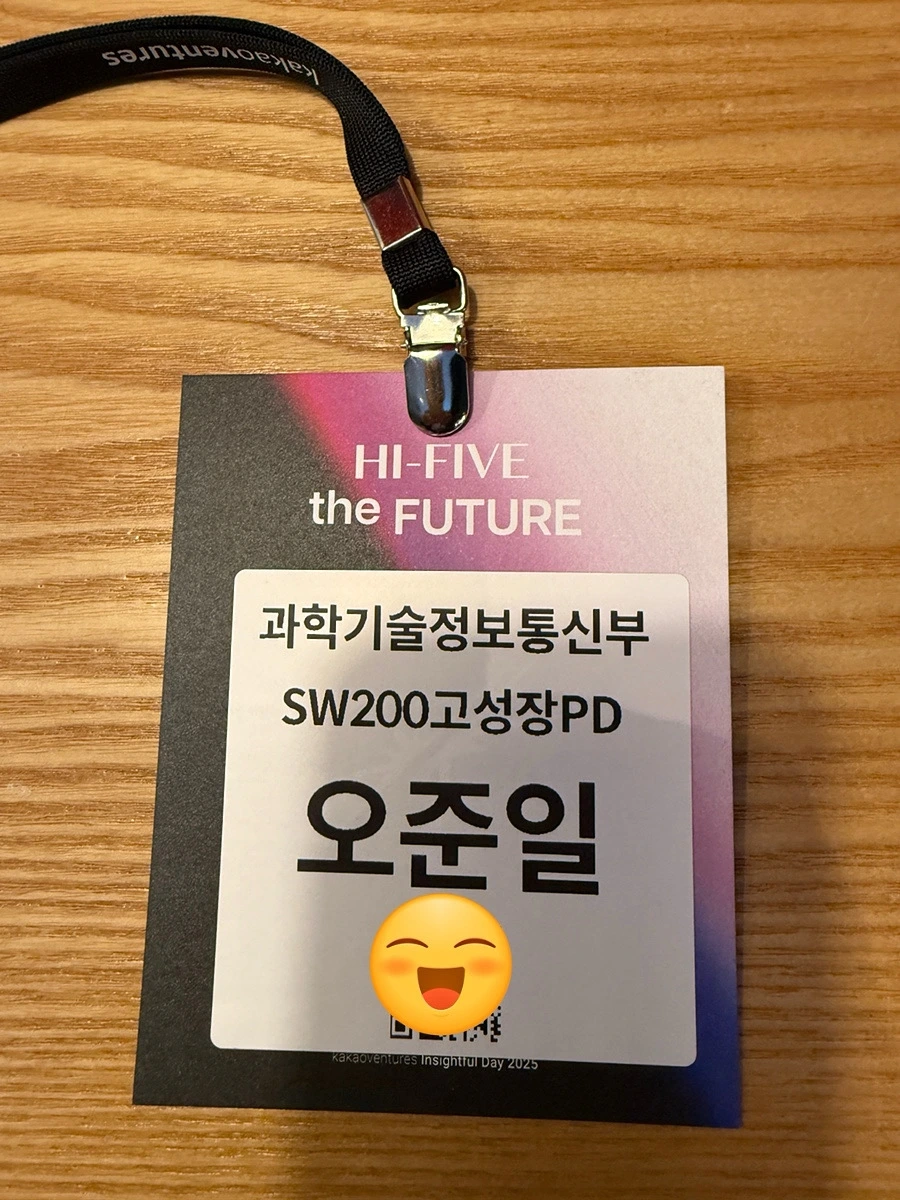 kakaoventures
HI-FIVE
the FUTURE
과학기술정보통신부
SW200고성장PD
오준일
kakaoventures Insightful Day 2025